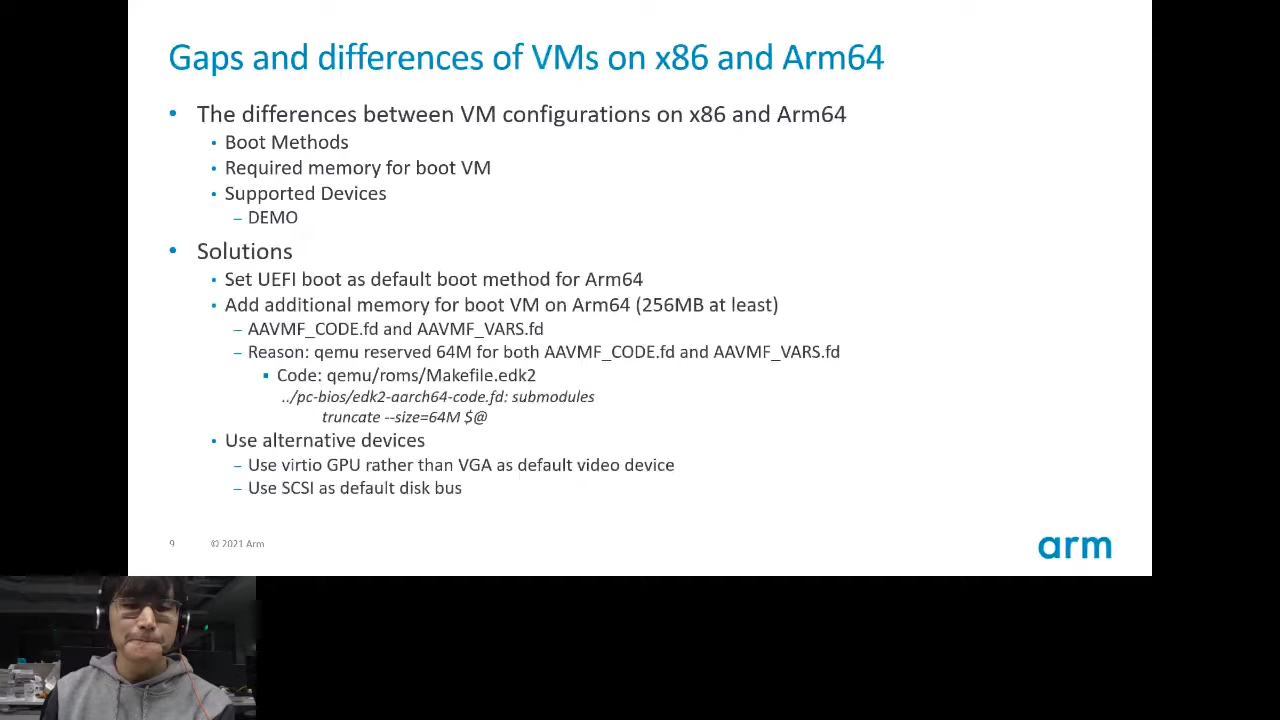 Gaps and differences of VMs on x86 and Arm64
• The differences between VM configurations on x86 and Arm64
• Boot Methods
• Required memory for boot VM
• Supported Devices
– DEMO
• Solutions
• Set UEFI boot as default boot method for Arm64
• Add additional memory for boot VM on Arm64 (256MB at least)
– AAVMF_CODE.fd and AAVMF_VARS.fd
– Reason: qemu reserved 64M for both AAVMF_CODE.fd and AAVMF_VARS.fd
▪ Code: qemu/roms/Makefile.edk2
../pc-bios/edk2-aarch64-code.fd: submodules
truncate --size=64M $@
• Use alternative devices
– Use virtio GPU rather than VGA as default video device
– Use SCSI as default disk bus
9 © 2021 Arm
arm